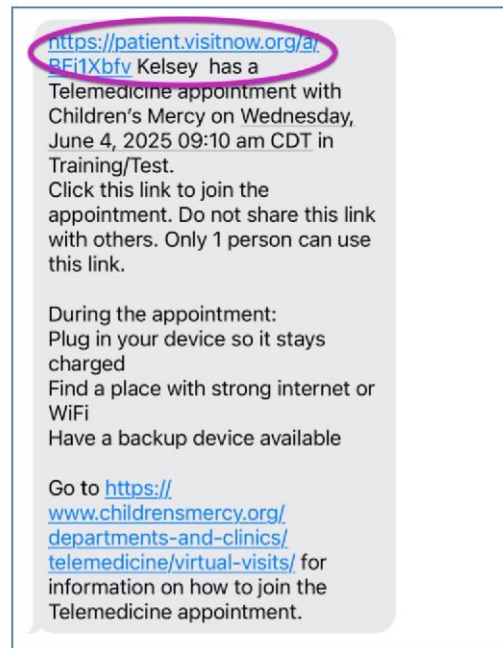 https://patient.visitnow.org/a/
BFj1Xbfv Kelsey  has a
Telemedicine appointment with
Children's Mercy on Wednesday,
June 4, 2025 09:10 am CDT in
Training/Test.
Click this link to join the
appointment. Do not share this link
with others. Only 1 person can use
this link.

During the appointment:
Plug in your device so it stays
charged
Find a place with strong internet or
WiFi
Have a backup device available

Go to https://
www.childrensmercy.org/
departments-and-clinics/
telemedicine/virtual-visits/ for
information on how to join the
Telemedicine appointment.